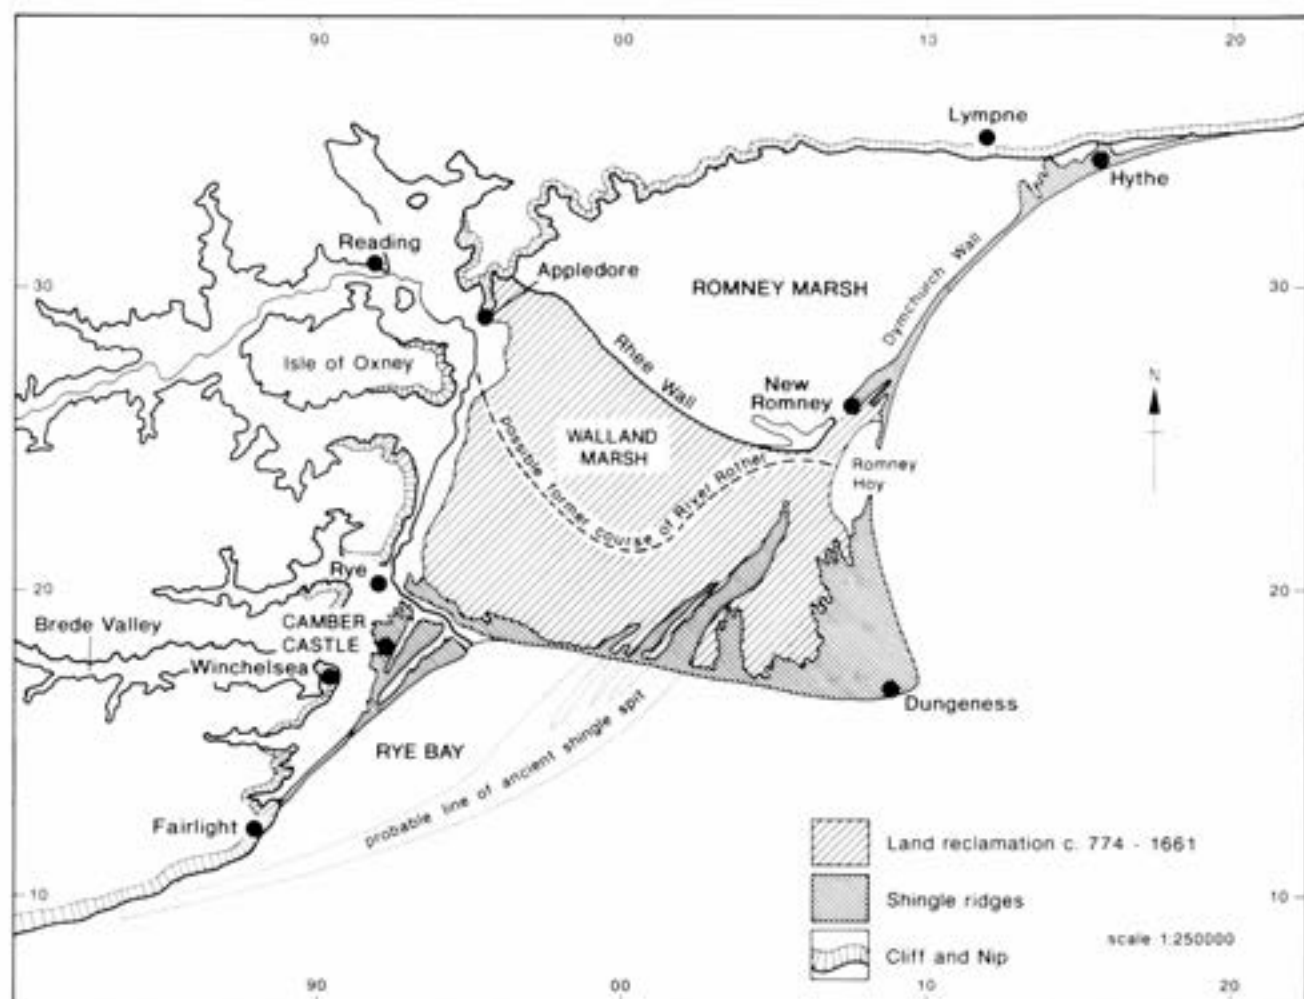 90 00 10 20
Lympne
Hythe
Reading
Appledore
30
ROMNEY MARSH
30
Dymchurch Wall
Isle of Oxney
Rhee Wall
New
Romney
WALLAND
MARSH
possible former course of River Rother
Romney
Hoy
N
Rye
20
20
Brede Valley
CAMBER
CASTLE
Winchelsea
Dungeness
RYE BAY
probable line of ancient shingle spit
Fairlight
Land reclamation c. 774 - 1661
10
Shingle ridges
10
scale 1:250000
Cliff and Nip
90 00 10 20